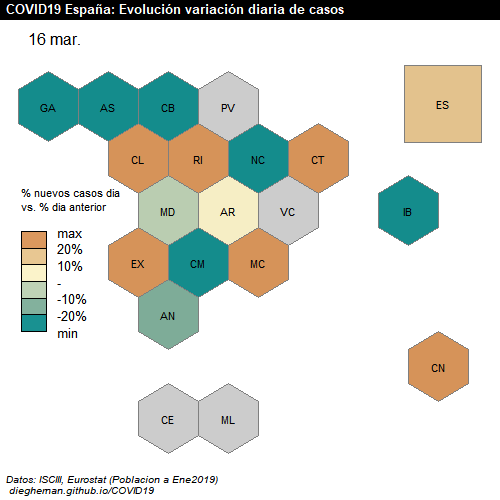 COVID19 España: Evolución variación diaria de casos
16 mar.
GA AS CB PV ES
CL RI NC CT
% nuevos casos dia
vs. % dia anterior
MD AR VC IB
max
20%
10%
-
-10%
-20%
min
EX CM MC
AN
CN
CE ML
Datos: ISCIII, Eurostat (Poblacion a Ene2019)
diegheman.github.io/COVID19